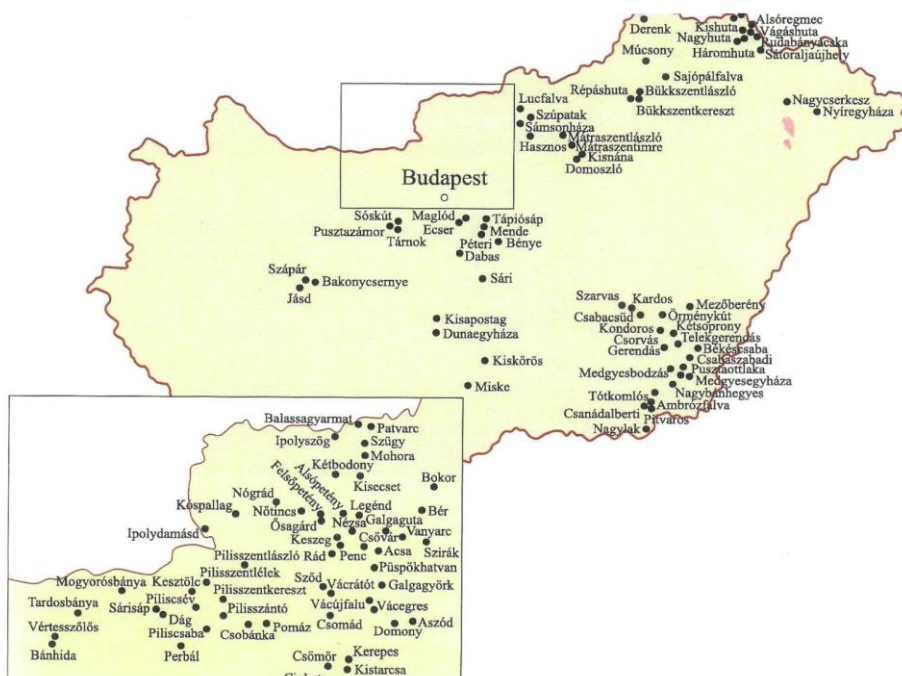 Alsóregmec
Kishuta
Vágáshuta
Derenk
Nagyhuta
Rudabányácska
Háromhuta
Sátoraljaújhely
Múcsony
Sajópálfalva
Répáshuta
Bükkszentlászló
Bükkszentkereszt
Nagycserkesz
Nyíregyháza
Lucfalva
Szúpatak
Sámsonháza
Hasznos
Mátraszentlászló
Mátraszentimre
Kisnána
Domoszló
Budapest
Sóskút
Maglód
Tápiósáp
Pusztazámor
Ecser
Mende
Tárnok
Péteri
Bénye
Dabas
Szápár
Bakonycsernye
Sári
Jásd
Kisapostag
Dunaegyháza
Kiskőrös
Miske
Szarvas
Kardos
Mezőberény
Csabacsüd
Örménykút
Kondoros
Kétsoprony
Csorvás
Telekgerendás
Gerendás
Békéscsaba
Csabaszabadi
Medgyesbodzás
Pusztaottlaka
Medgyesegyháza
Nagybánhegyes
Tótkomlós
Ambrózfalva
Csanádalberti
Pitvaros
Nagylak
Balassagyarmat
Patvarc
Ipolyszög
Szügy
Mohora
Kétbodony
Kisecset
Bokor
Felsőpetény
Alsópetény
Nógrád
Legénd
Kóspallag
Nőtincs
Nézsa
Galgaguta
Bér
Ősagárd
Ipolydamásd
Keszeg
Csővár
Vanyarc
Pilisszentlászló
Rád
Penc
Acsa
Szirák
Pilisszentlélek
Püspökhatvan
Mogyorósbánya
Kesztölc
Pilisszentkereszt
Sződ
Vácrátót
Galgagyörk
Tardosbánya
Sárisáp
Piliscsév
Pilisszántó
Vácújfalu
Vácegres
Vértesszőlős
Dág
Csomád
Aszód
Piliscsaba
Csobánka
Pomáz
Domony
Bánhida
Perbál
Csömör
Kerepes
Kistarcsa